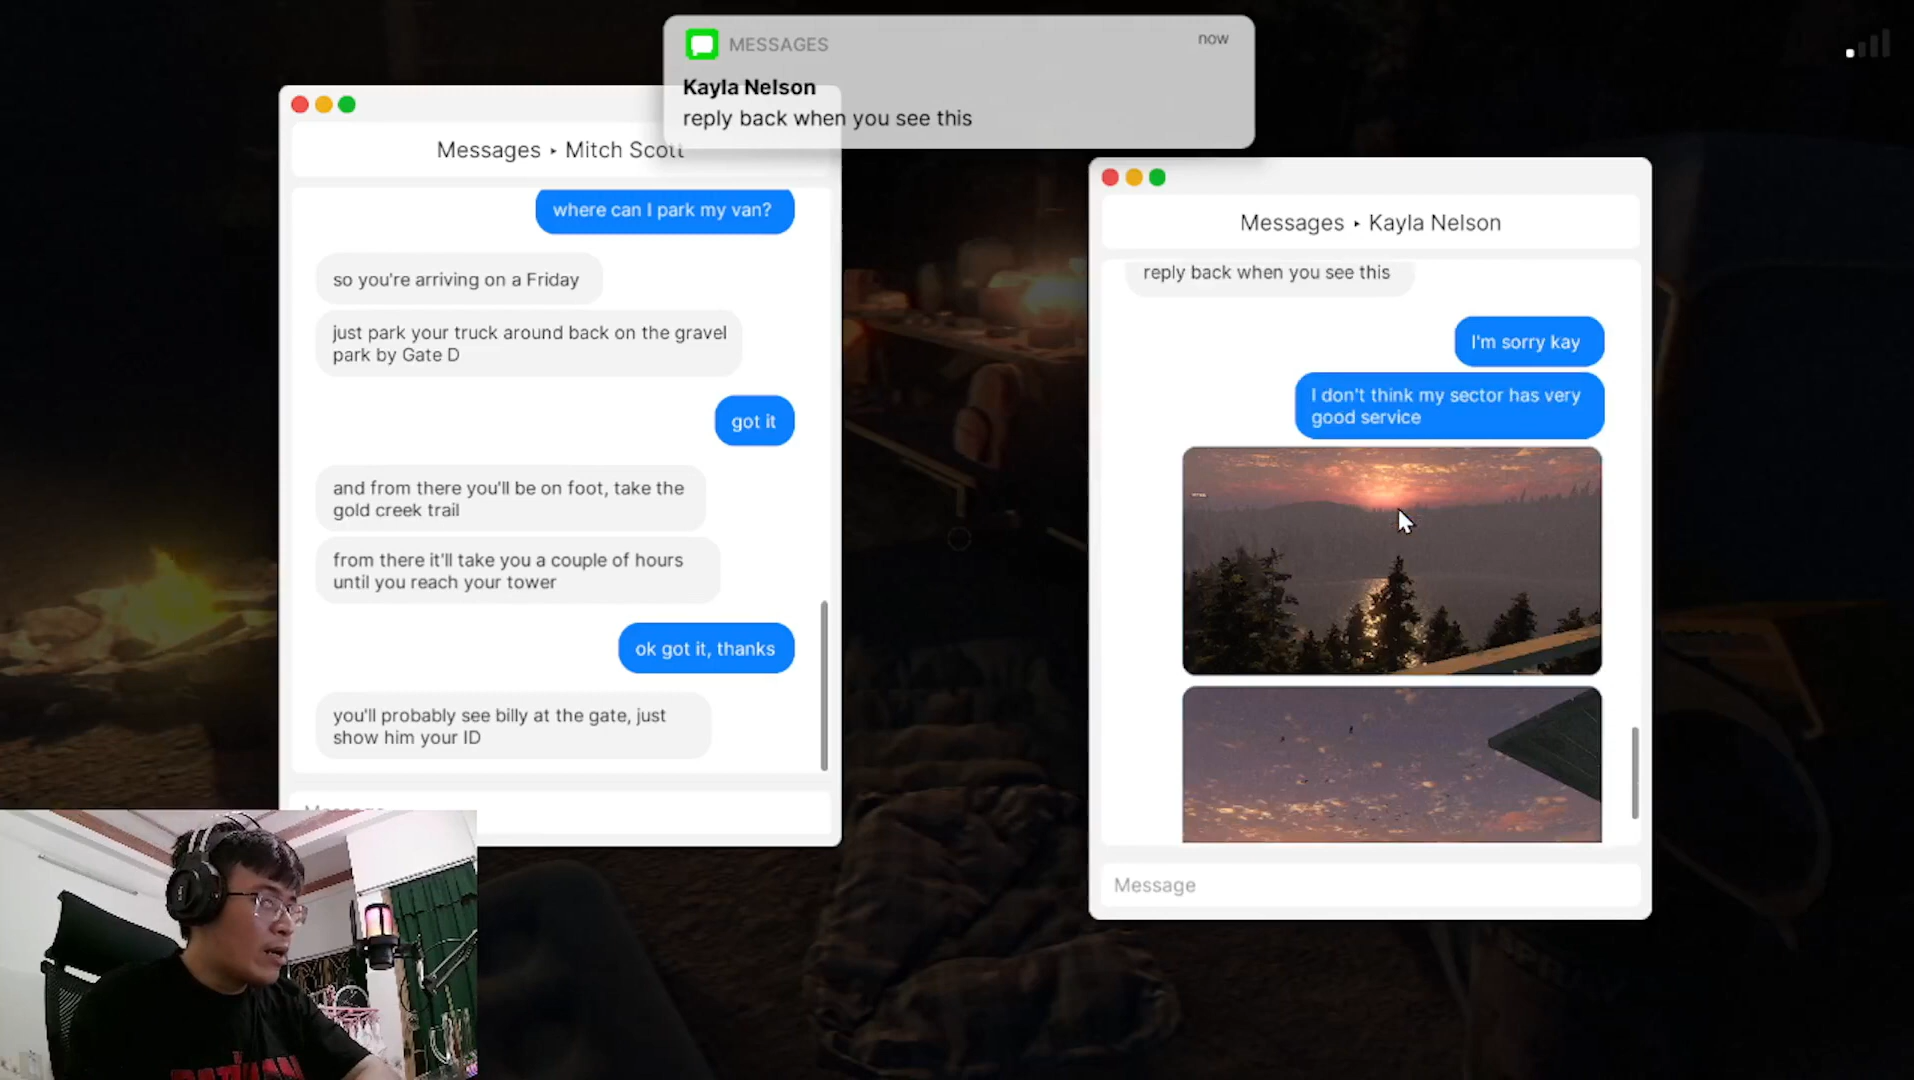 MESSAGES
now
Kayla Nelson
reply back when you see this
Messages ▸ Mitch Scott
where can I park my van?
so you're arriving on a Friday
just park your truck around back on the gravel
park by Gate D
got it
and from there you'll be on foot, take the
gold creek trail
from there it'll take you a couple of hours
until you reach your tower
ok got it, thanks
you'll probably see billy at the gate, just
show him your ID
Messages ▸ Kayla Nelson
reply back when you see this
I'm sorry kay
I don't think my sector has very
good service
Message